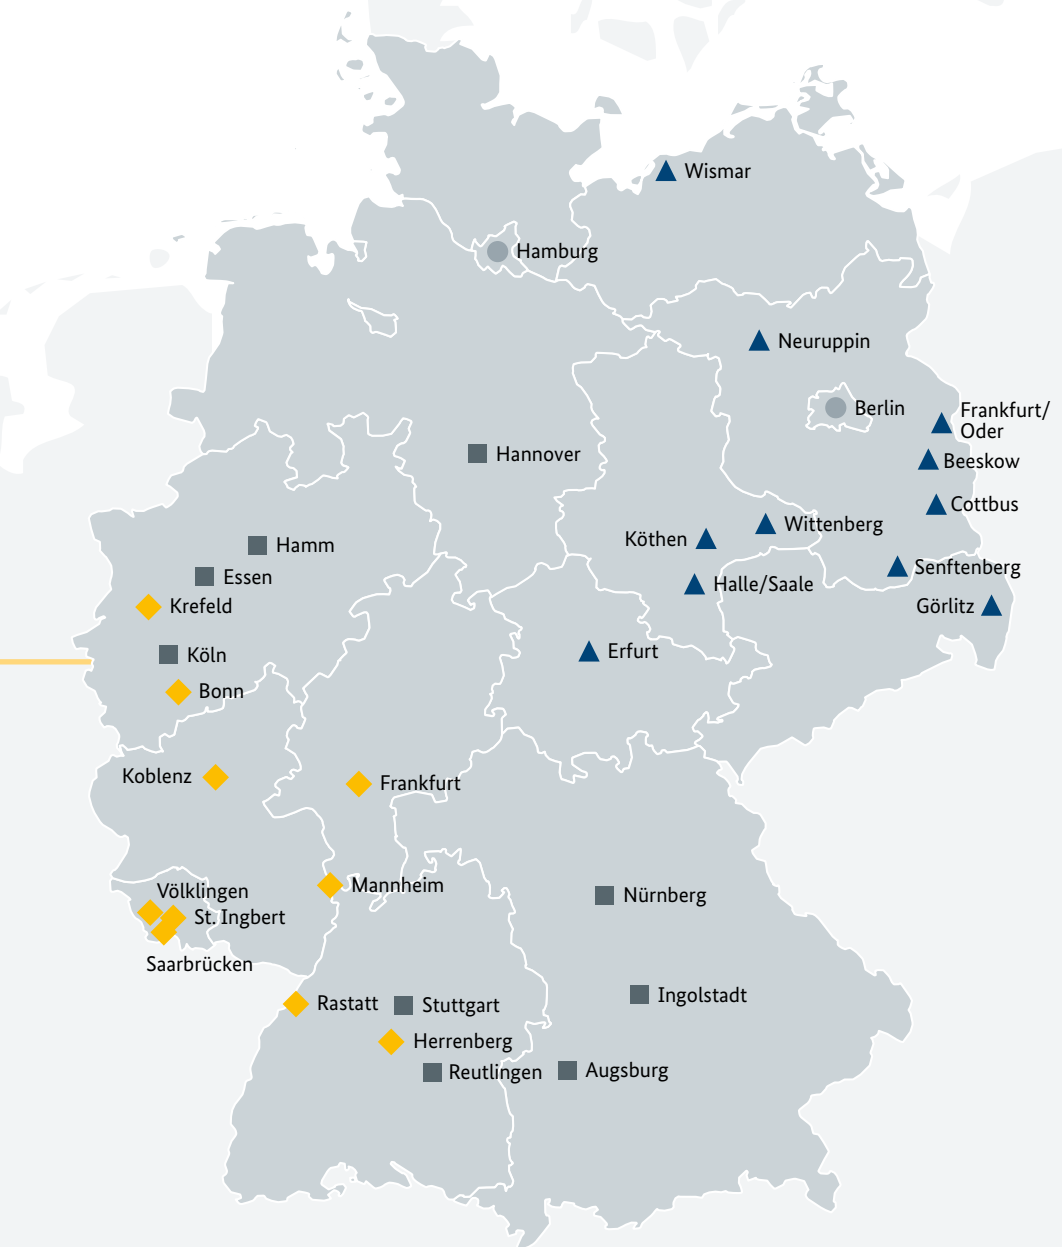 Wismar
Hamburg
Neuruppin
Berlin
Frankfurt/
Oder
Hannover
Beeskow
Cottbus
Wittenberg
Köthen
Hamm
Senftenberg
Essen
Halle/Saale
Krefeld
Görlitz
Erfurt
Köln
Bonn
Koblenz
Frankfurt
Mannheim
Völklingen
Nürnberg
St. Ingbert
Saarbrücken
Ingolstadt
Rastatt
Stuttgart
Herrenberg
Reutlingen
Augsburg